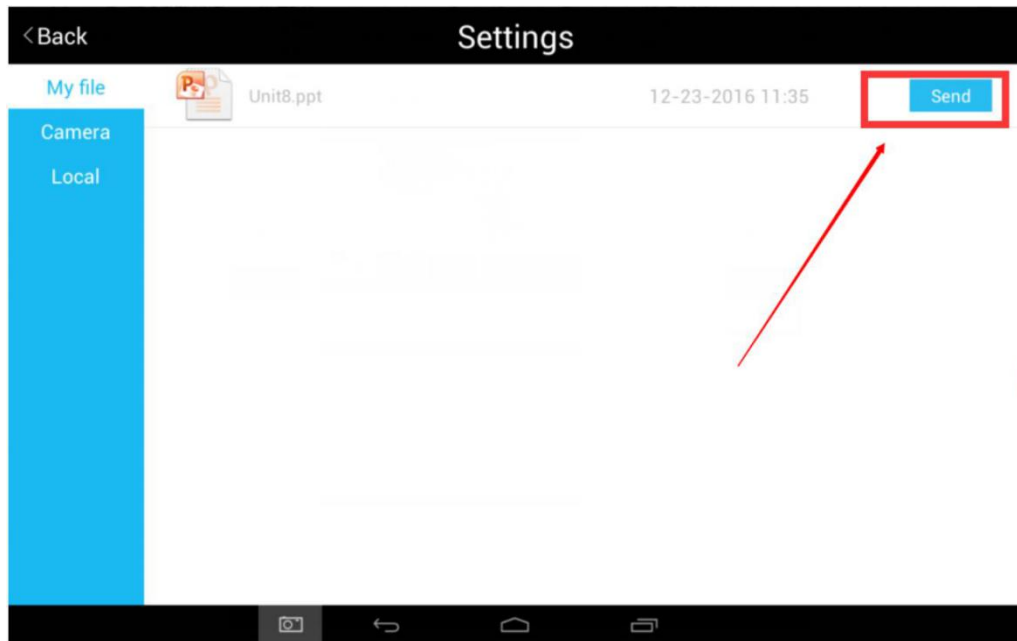 Back
Settings
My file
Camera
Local
Unit8.ppt
12-23-2016 11:35
Send